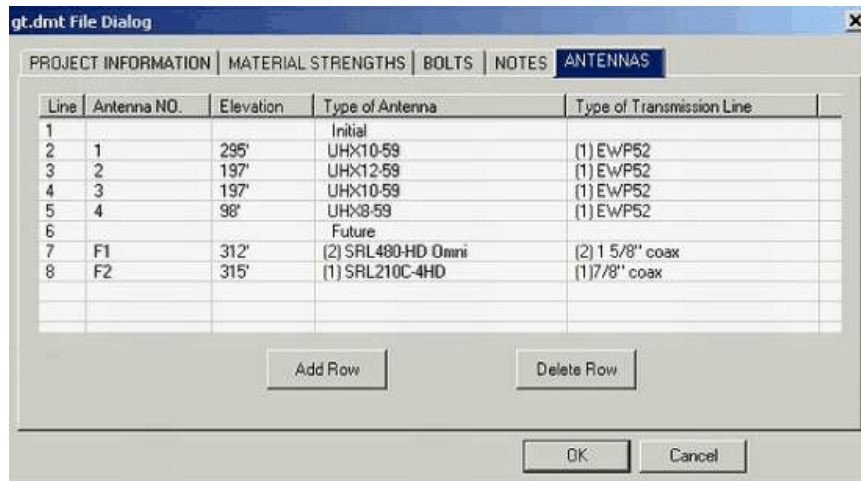 gt.dmt File Dialog
PROJECT INFORMATION MATERIAL STRENGTHS BOLTS NOTES ANTENNAS
Line Antenna NO. Elevation Type of Antenna Type of Transmission Line
1 Initial
2 1 295' UHX10-59 (1) EWP52
3 2 197' UHX12-59 (1) EWP52
4 3 197' UHX10-59 (1) EWP52
5 4 98' UHX8-59 (1) EWP52
6 Future
7 F1 312' (2) SRL480-HD Omni (2) 1 5/8" coax
8 F2 315' (1) SRL210C-4HD (1)7/8" coax
Add Row Delete Row
OK Cancel